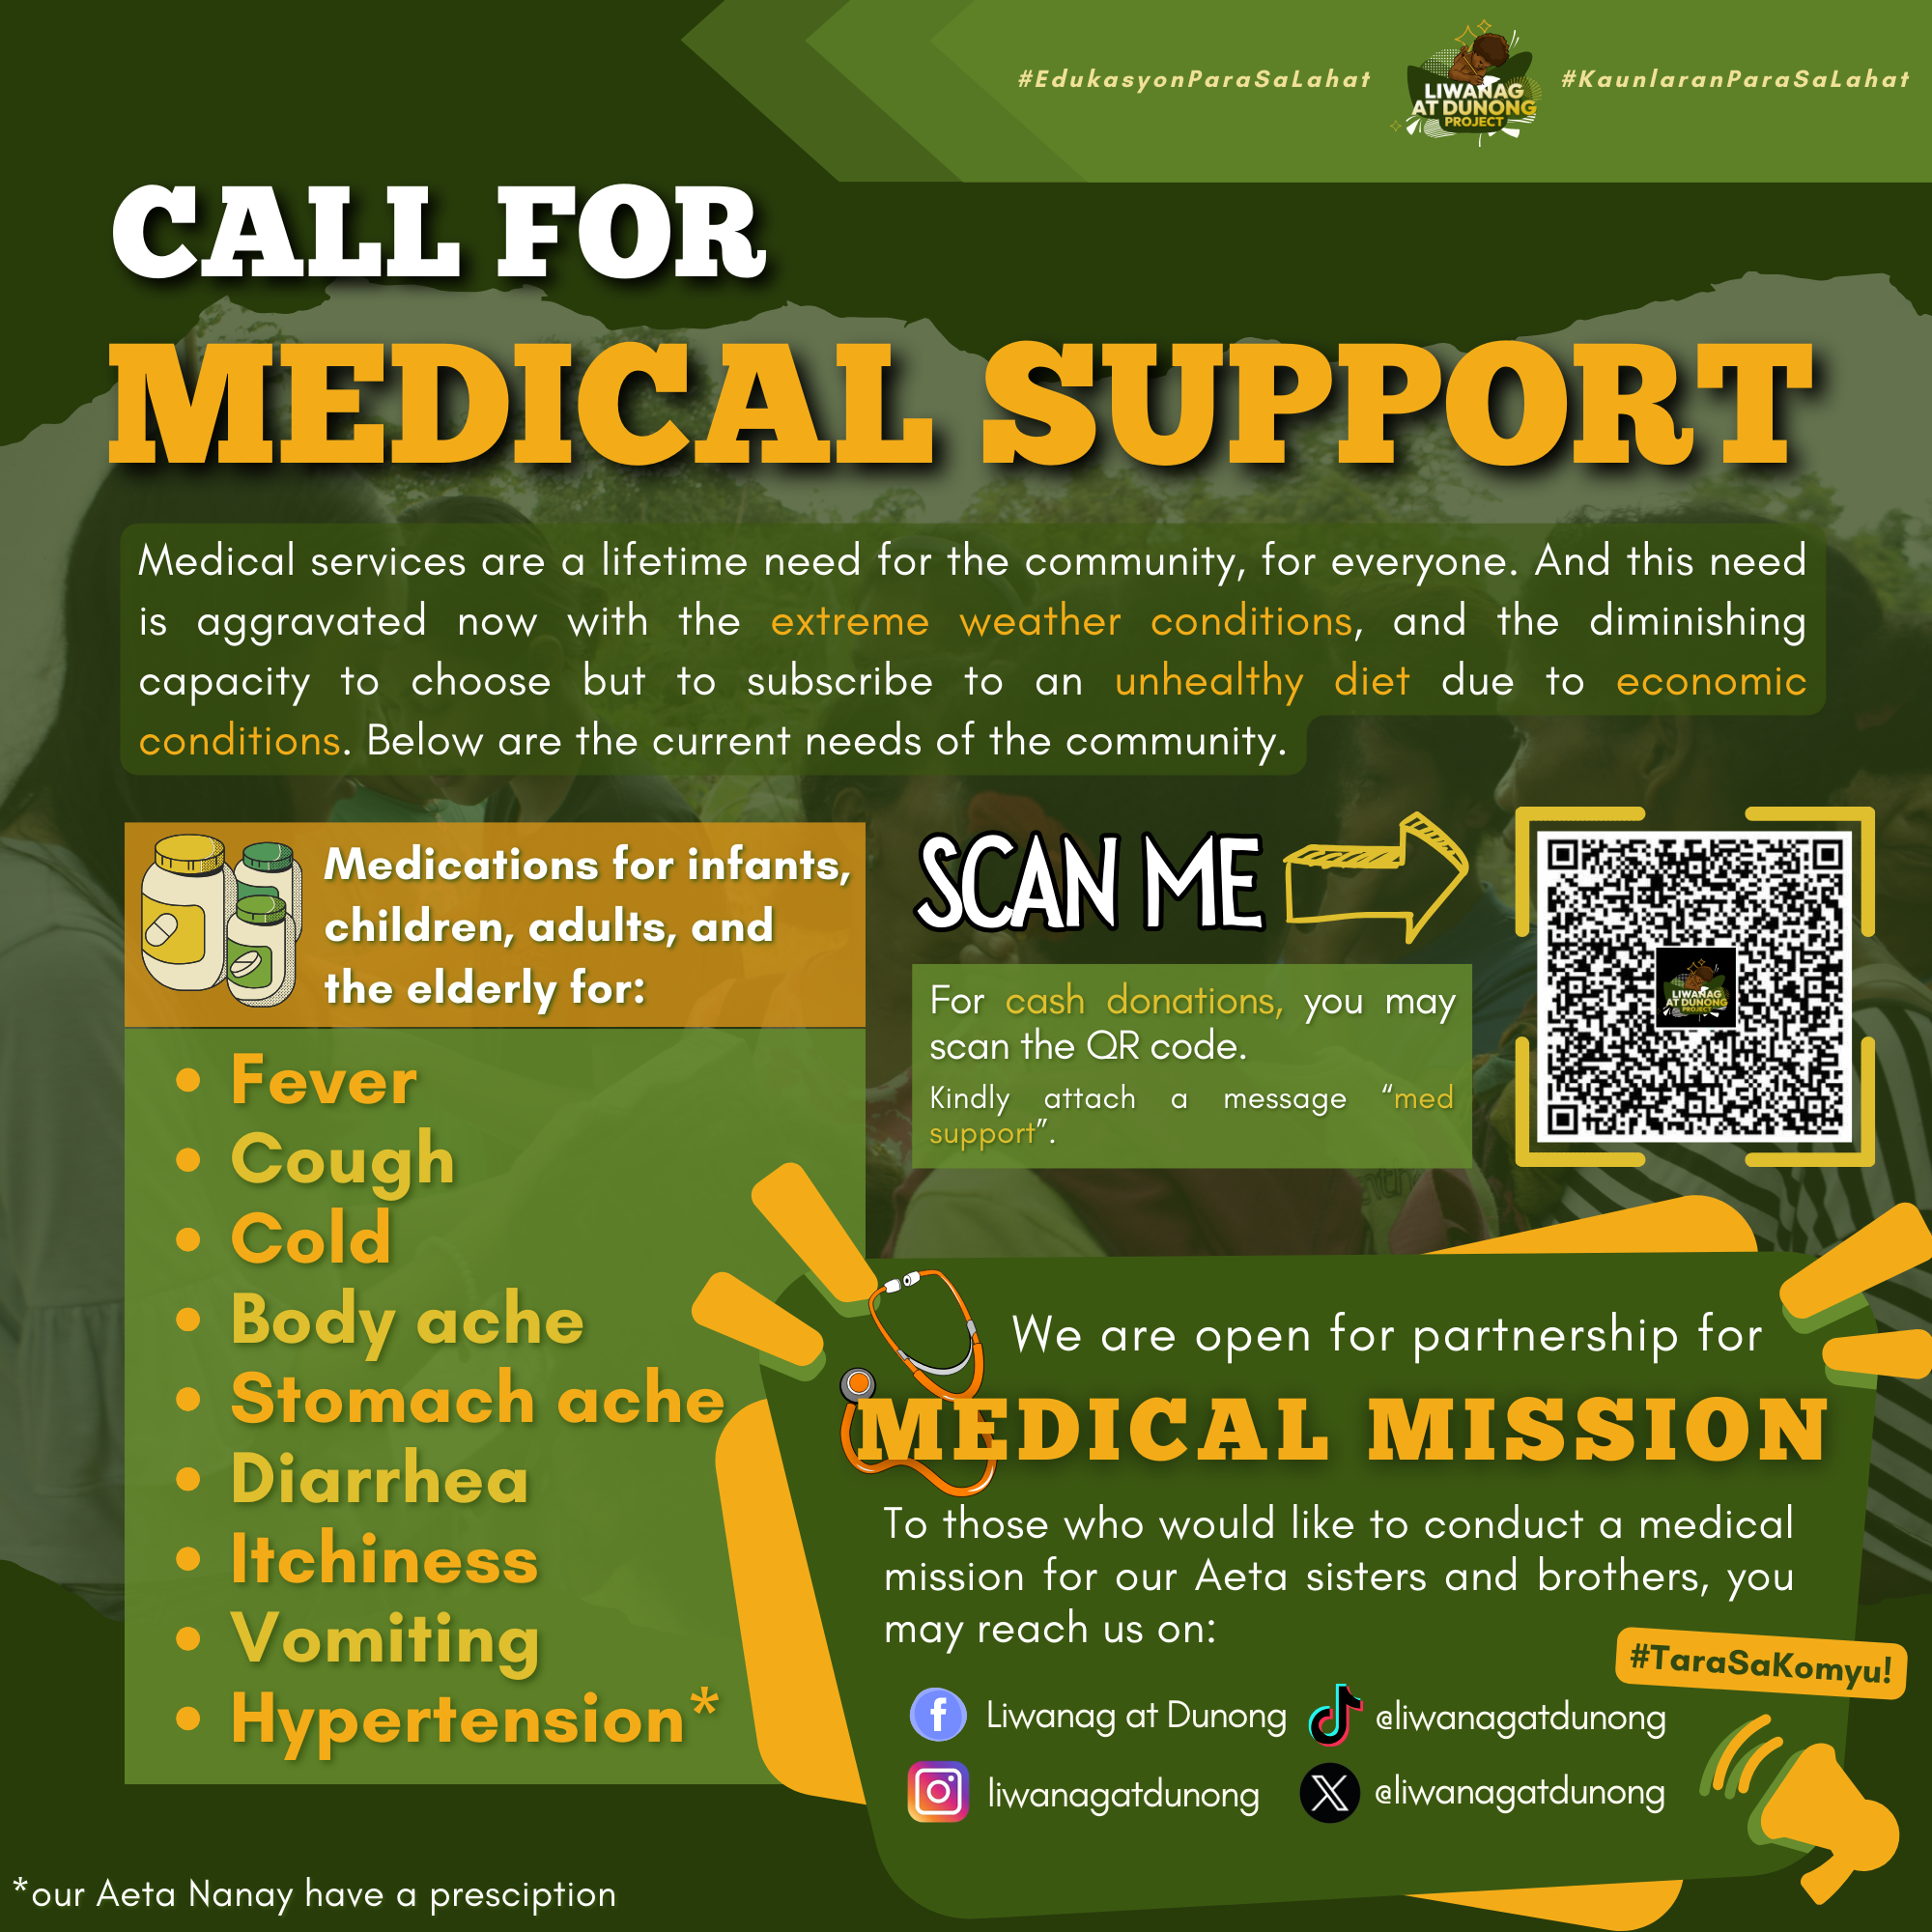 #EdukasyonParaSaLahat
LIWANAG
AT DUNONG
PROJECT
#KaunlaranParaSaLahat
CALL FOR
MEDICAL SUPPORT
Medical services are a lifetime need for the community, for everyone. And this need
is aggravated now with the extreme weather conditions, and the diminishing
capacity to choose but to subscribe to an unhealthy diet due to economic
conditions. Below are the current needs of the community.
Medications for infants,
children, adults, and
the elderly for:
• Fever
• Cough
• Cold
• Body ache
• Stomach ache
• Diarrhea
• Itchiness
• Vomiting
• Hypertension*
SCAN ME
For cash donations, you may
scan the QR code.
Kindly attach a message “med
support”.
LIWANAG
AT DUNONG
PROJECT
We are open for partnership for
MEDICAL MISSION
To those who would like to conduct a medical
mission for our Aeta sisters and brothers, you
may reach us on:
#TaraSaKomyu!
Liwanag at Dunong
@liwanagatdunong
liwanagatdunong
@liwanagatdunong
*our Aeta Nanay have a presciption